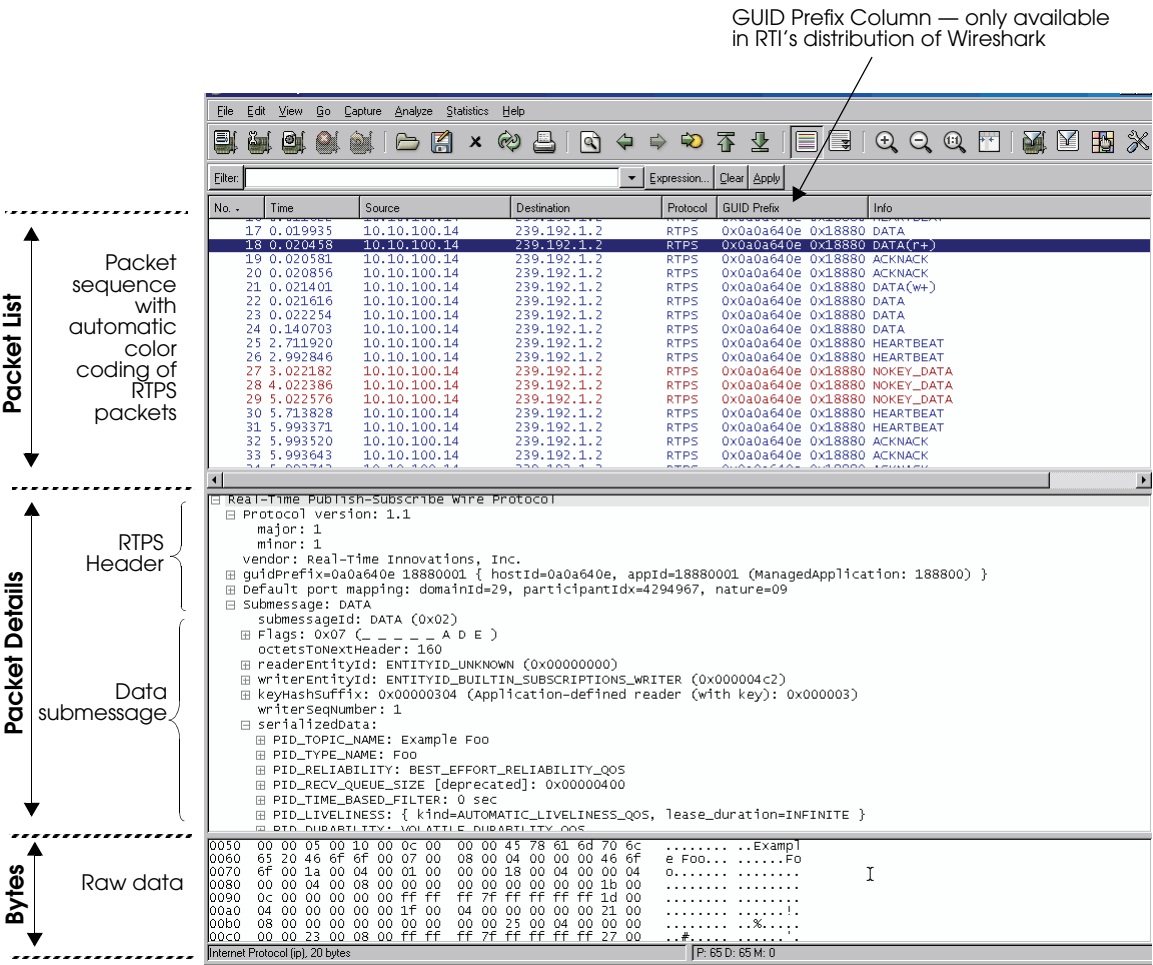 GUID Prefix Column — only available
in RTI's distribution of Wireshark
File Edit View Go Capture Analyze Statistics Help
Filter: Expression... Clear Apply
No. - Time Source Destination Protocol GUID Prefix Info
17 0.019935 10.10.100.14 239.192.1.2 RTPS 0x0a0a640e 0x18880 DATA
18 0.020458 10.10.100.14 239.192.1.2 RTPS 0x0a0a640e 0x18880 DATA(r+)
19 0.020581 10.10.100.14 239.192.1.2 RTPS 0x0a0a640e 0x18880 ACKNACK
20 0.020856 10.10.100.14 239.192.1.2 RTPS 0x0a0a640e 0x18880 ACKNACK
21 0.021401 10.10.100.14 239.192.1.2 RTPS 0x0a0a640e 0x18880 DATA(w+)
22 0.021616 10.10.100.14 239.192.1.2 RTPS 0x0a0a640e 0x18880 DATA
23 0.022254 10.10.100.14 239.192.1.2 RTPS 0x0a0a640e 0x18880 DATA
24 0.140703 10.10.100.14 239.192.1.2 RTPS 0x0a0a640e 0x18880 DATA
25 2.711920 10.10.100.14 239.192.1.2 RTPS 0x0a0a640e 0x18880 HEARTBEAT
26 2.992846 10.10.100.14 239.192.1.2 RTPS 0x0a0a640e 0x18880 HEARTBEAT
27 3.022182 10.10.100.14 239.192.1.2 RTPS 0x0a0a640e 0x18880 NOKEY_DATA
28 4.022386 10.10.100.14 239.192.1.2 RTPS 0x0a0a640e 0x18880 NOKEY_DATA
29 5.022576 10.10.100.14 239.192.1.2 RTPS 0x0a0a640e 0x18880 NOKEY_DATA
30 5.713828 10.10.100.14 239.192.1.2 RTPS 0x0a0a640e 0x18880 HEARTBEAT
31 5.993371 10.10.100.14 239.192.1.2 RTPS 0x0a0a640e 0x18880 HEARTBEAT
32 5.993520 10.10.100.14 239.192.1.2 RTPS 0x0a0a640e 0x18880 ACKNACK
33 5.993643 10.10.100.14 239.192.1.2 RTPS 0x0a0a640e 0x18880 ACKNACK
Packet List
Packet
sequence
with
automatic
color
coding of
RTPS
packets
Real-Time Publish-Subscribe Wire Protocol
Protocol version: 1.1
major: 1
minor: 1
vendor: Real-Time Innovations, Inc.
guidPrefix=0a0a640e 18880001 { hostId=0a0a640e, appId=18880001 (ManagedApplication: 188800) }
Default port mapping: domainId=29, participantIdx=4294967, nature=09
Submessage: DATA
submessageId: DATA (0x02)
Flags: 0x07 (_ _ _ _ _ A D E )
octetsToNextHeader: 160
readerEntityId: ENTITYID_UNKNOWN (0x00000000)
writerEntityId: ENTITYID_BUILTIN_SUBSCRIPTIONS_WRITER (0x000004c2)
keyHashSuffix: 0x00000304 (Application-defined reader (with key): 0x000003)
writerSeqNumber: 1
serializedData:
PID_TOPIC_NAME: Example Foo
PID_TYPE_NAME: Foo
PID_RELIABILITY: BEST_EFFORT_RELIABILITY_QOS
PID_RECV_QUEUE_SIZE [deprecated]: 0x00000400
PID_TIME_BASED_FILTER: 0 sec
PID_LIVELINESS: { kind=AUTOMATIC_LIVELINESS_QOS, lease_duration=INFINITE }
PID_DURABILITY: VOLATILE_DURABILITY_QOS
Packet Details
RTPS
Header
Data
submessage
0050 00 00 05 00 10 00 0c 00 00 00 45 78 61 6d 70 6c ........ ..Exampl
0060 65 20 46 6f 6f 00 07 00 08 00 04 00 00 00 46 6f e Foo... ......Fo
0070 6f 00 1a 00 04 00 01 00 00 00 18 00 04 00 00 04 o....... ........
0080 00 00 04 00 08 00 00 00 00 00 00 00 00 00 1b 00 ........ ........
0090 0c 00 00 00 00 00 ff ff ff 7f ff ff ff ff 1d 00 ........ ........
00a0 04 00 00 00 00 00 1f 00 04 00 00 00 00 00 21 00 ........ ......!.
00b0 08 00 00 00 00 00 00 00 00 00 25 00 04 00 00 00 ........ ..%.....
00c0 00 00 23 00 08 00 ff ff ff 7f ff ff ff ff 27 00 ..#..... ......'.
Bytes
Raw data
Internet Protocol (ip), 20 bytes
P: 65 D: 65 M: 0